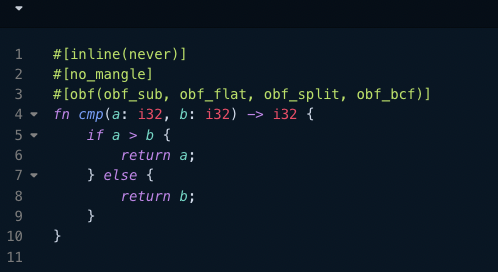 1 #[inline(never)]
2 #[no_mangle]
3 #[obf(obf_sub, obf_flat, obf_split, obf_bcf)]
4 fn cmp(a: i32, b: i32) -> i32 {
5     if a > b {
6         return a;
7     } else {
8         return b;
9     }
10 }
11